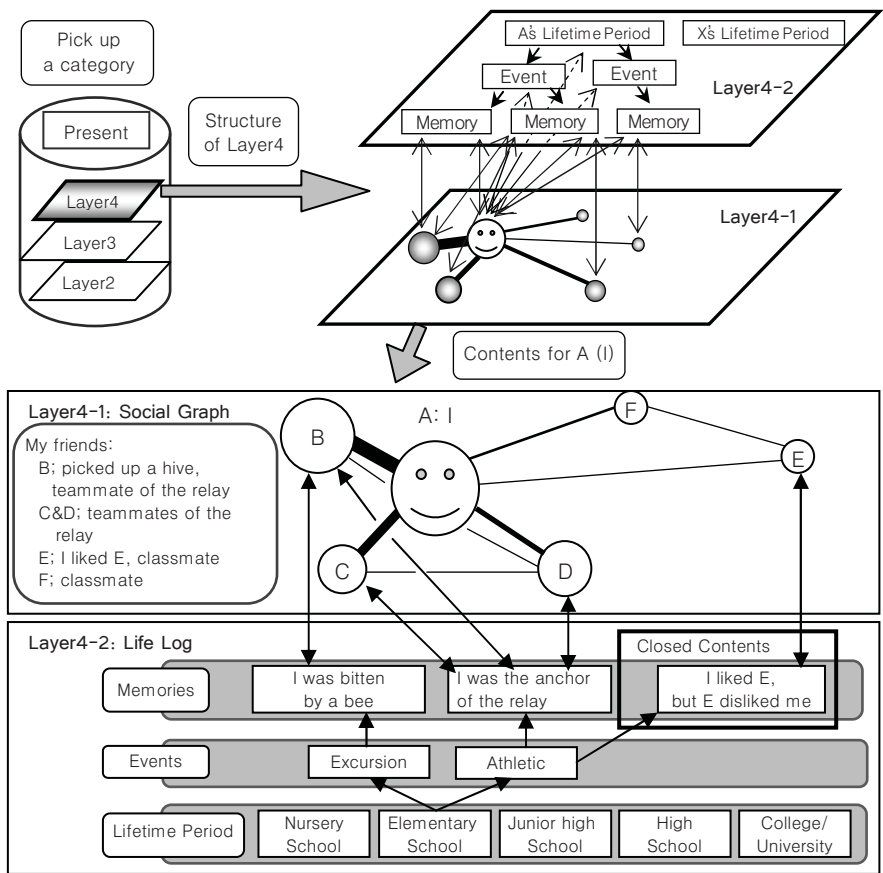 Pick up
a category
Present
Layer4
Layer3
Layer2
Structure
of Layer4
A's Lifetime Period
X's Lifetime Period
Event
Event
Layer4-2
Memory
Memory
Memory
Layer4-1
Contents for A (I)
Layer4-1: Social Graph
My friends:
B; picked up a hive,
teammate of the relay
C&D; teammates of the
relay
E; I liked E, classmate
F; classmate
A: I
B
F
E
C
D
Layer4-2: Life Log
Closed Contents
Memories
I was bitten
by a bee
I was the anchor
of the relay
I liked E,
but E disliked me
Events
Excursion
Athletic
Lifetime Period
Nursery
School
Elementary
School
Junior high
School
High
School
College/
University